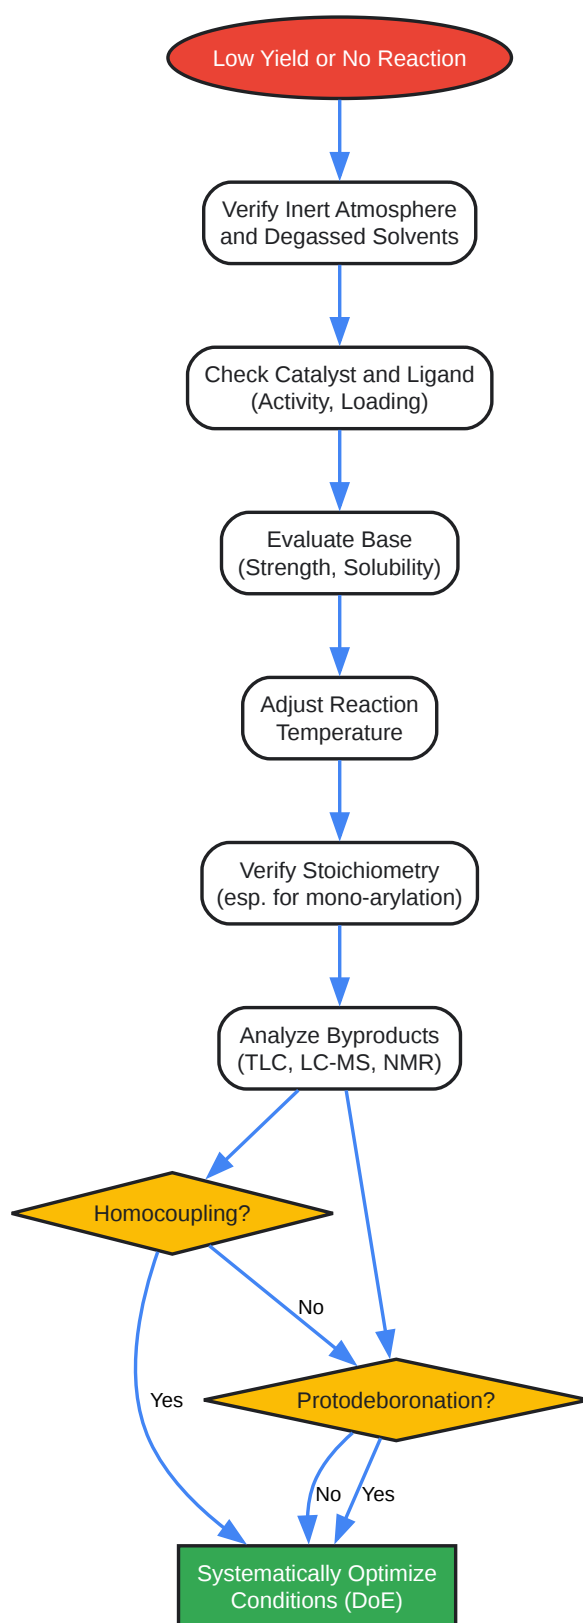 Low Yield or No Reaction
Verify Inert Atmosphere
and Degassed Solvents
Check Catalyst and Ligand
(Activity, Loading)
Evaluate Base
(Strength, Solubility)
Adjust Reaction
Temperature
Verify Stoichiometry
(esp. for mono-arylation)
Analyze Byproducts
(TLC, LC-MS, NMR)
Homocoupling?
No
Yes
Protodeboronation?
No
Yes
Systematically Optimize
Conditions (DoE)